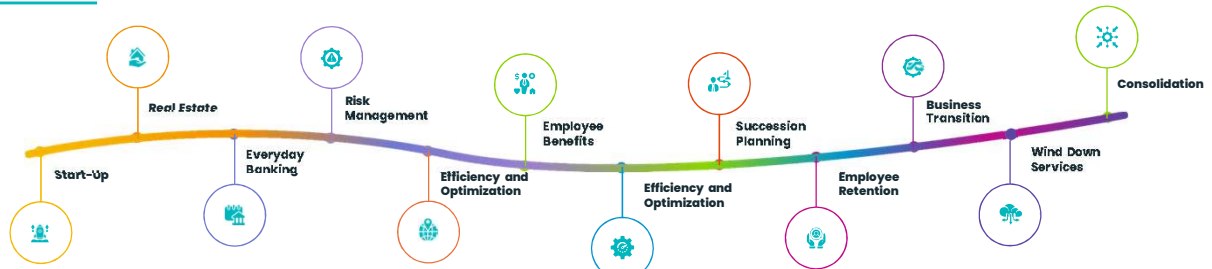 Start-Up
Real Estate
Everyday
Banking
Risk
Management
Efficiency and
Optimization
Employee
Benefits
Efficiency and
Optimization
Succession
Planning
Employee
Retention
Business
Transition
Wind Down
Services
Consolidation